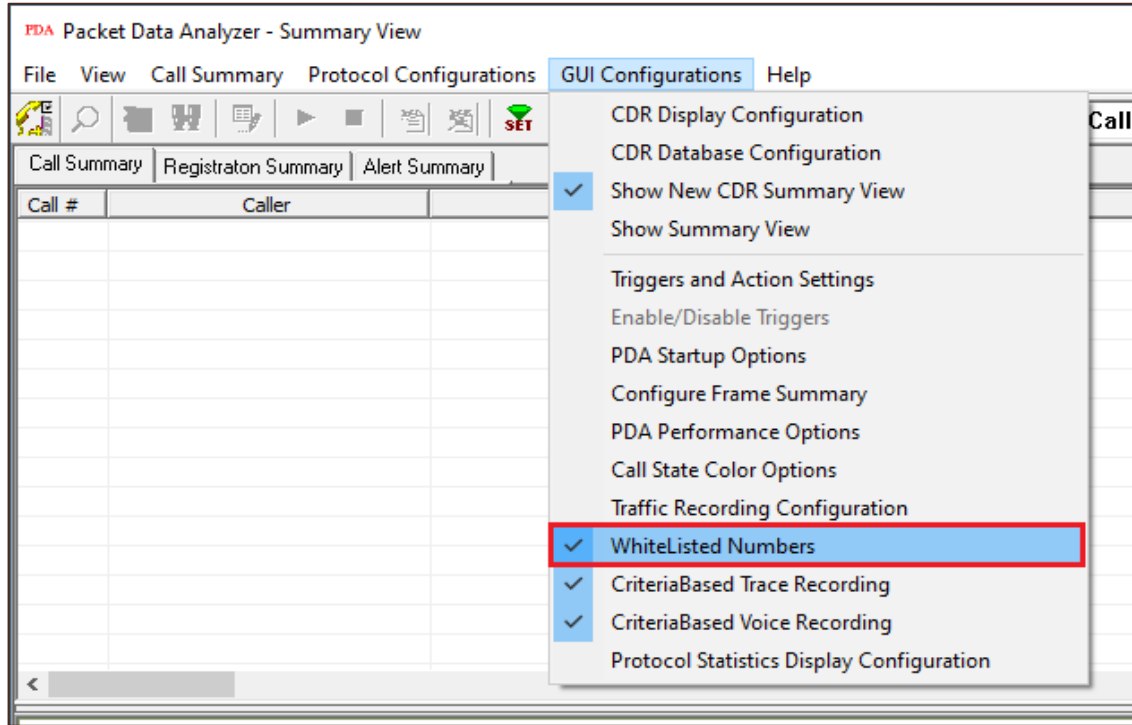 PDA Packet Data Analyzer - Summary View
File View Call Summary Protocol Configurations GUI Configurations Help
SET
Call
Call Summary Registraton Summary Alert Summary
Call # Caller
CDR Display Configuration
CDR Database Configuration
Show New CDR Summary View
Show Summary View
Triggers and Action Settings
Enable/Disable Triggers
PDA Startup Options
Configure Frame Summary
PDA Performance Options
Call State Color Options
Traffic Recording Configuration
WhiteListed Numbers
CriteriaBased Trace Recording
CriteriaBased Voice Recording
Protocol Statistics Display Configuration